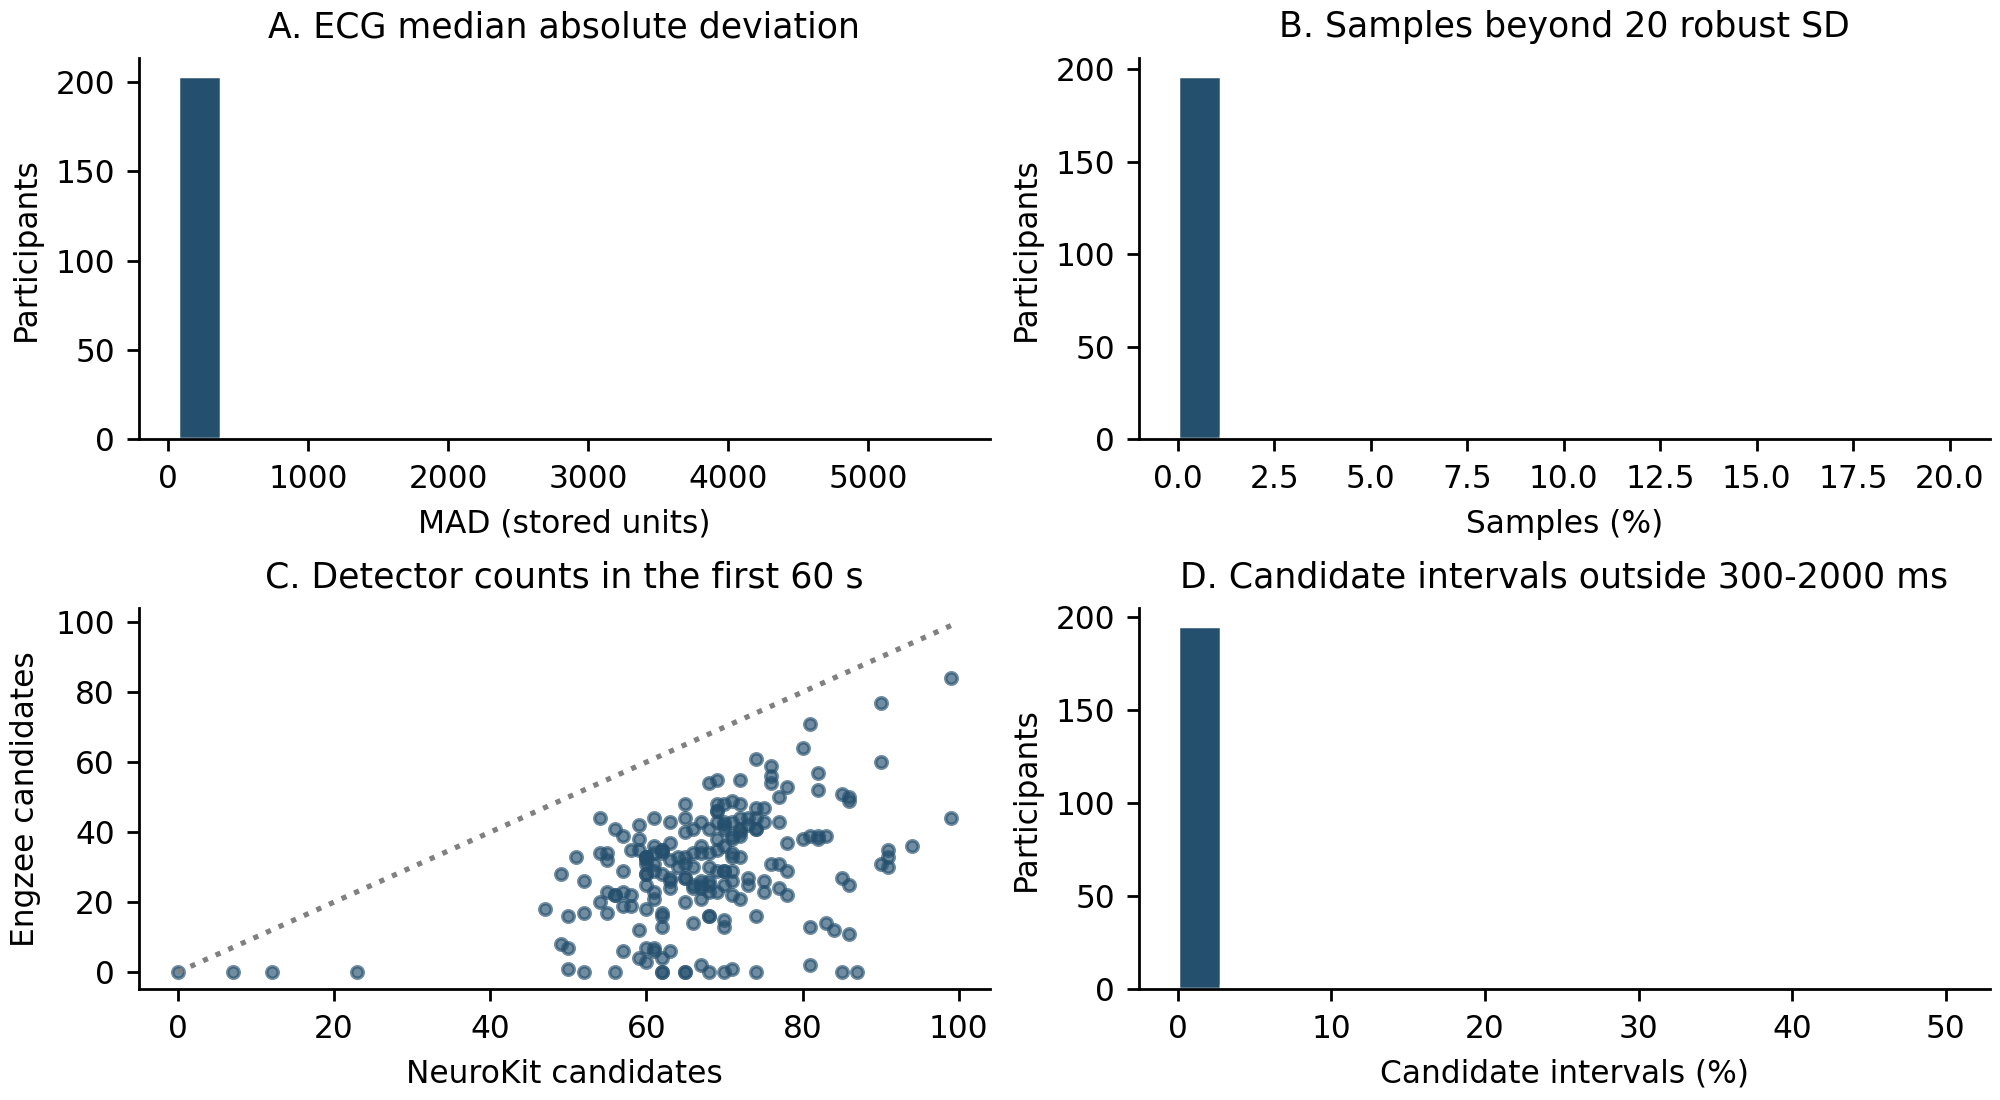 A. ECG median absolute deviation
Participants
200
150
100
50
0
0 1000 2000 3000 4000 5000
MAD (stored units)
B. Samples beyond 20 robust SD
Participants
200
150
100
50
0
0.0 2.5 5.0 7.5 10.0 12.5 15.0 17.5 20.0
Samples (%)
C. Detector counts in the first 60 s
Engzee candidates
100
80
60
40
20
0
0 20 40 60 80 100
NeuroKit candidates
D. Candidate intervals outside 300-2000 ms
Participants
200
150
100
50
0
0 10 20 30 40 50
Candidate intervals (%)